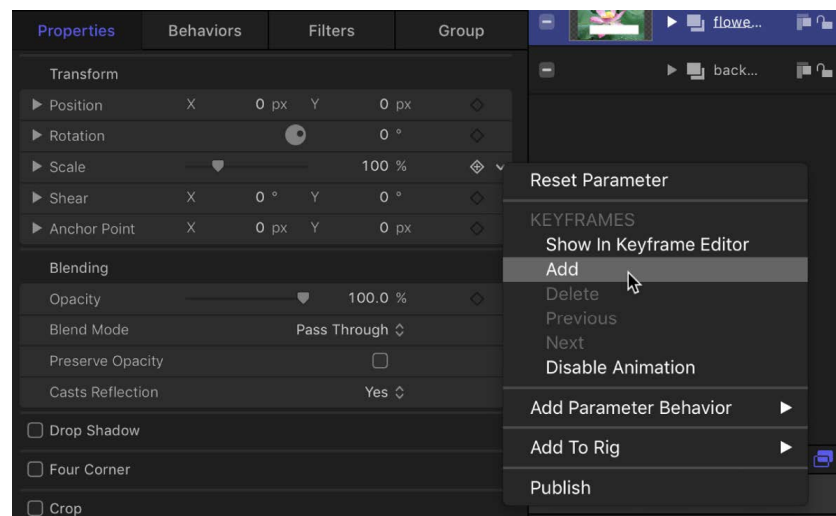 Properties Behaviors Filters Group
flowe...
back...
Transform
Position X 0 px Y 0 px
Rotation 0 °
Scale 100 %
Shear X 0 ° Y 0 °
Anchor Point X 0 px Y 0 px
Blending
Opacity 100.0 %
Blend Mode Pass Through
Preserve Opacity
Casts Reflection Yes
Drop Shadow
Four Corner
Crop
Reset Parameter
KEYFRAMES
Show In Keyframe Editor
Add
Delete
Previous
Next
Disable Animation
Add Parameter Behavior
Add To Rig
Publish